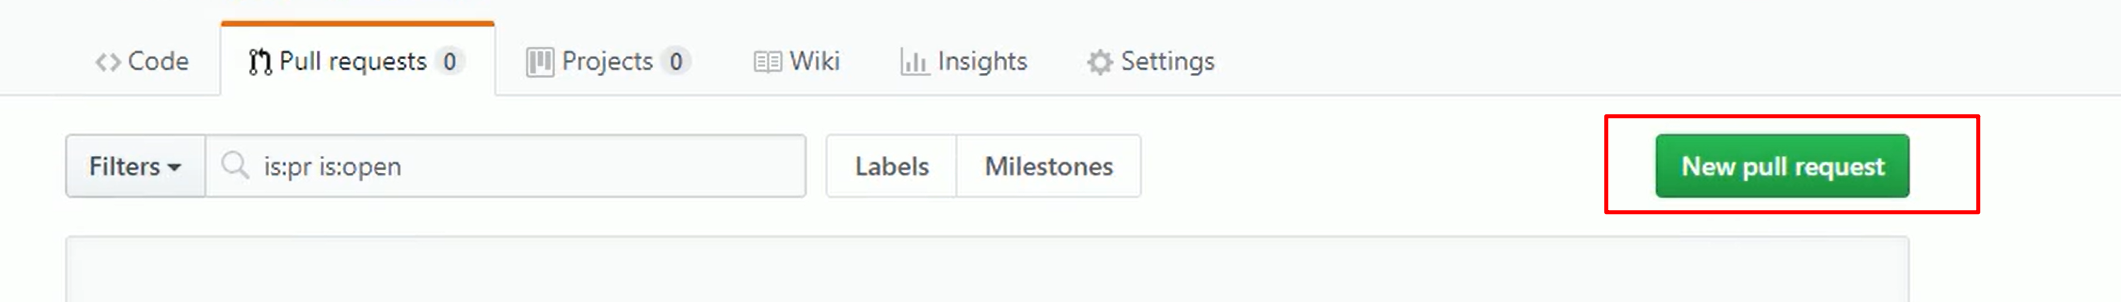 Code Pull requests 0 Projects 0 Wiki Insights Settings
Filters is:pr is:open Labels Milestones New pull request